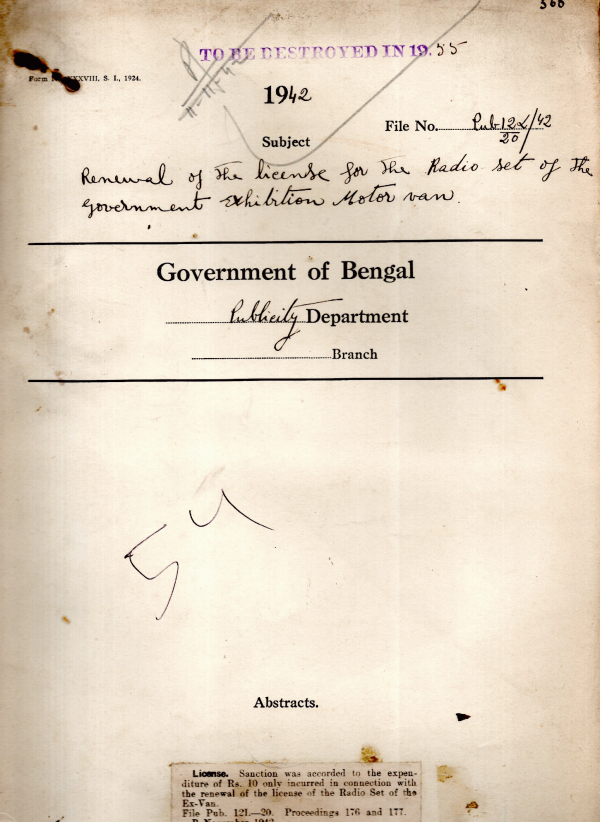 TO BE DESTROYED IN 1955
Form No. XXXVIII. S. I., 1924.
1942
File No. Pub 12L/42
20
Subject
Renewal of the license for the Radio set of the
Government Exhibition Motor van.
Government of Bengal
Publicity Department
Branch
Abstracts.
License. Sanction was accorded to the expen-
diture of Rs. 10 only incurred in connection with
the renewal of the license of the Radio Set of the
Ex-Van.
File Pub. 12L—20. Proceedings 176 and 177.